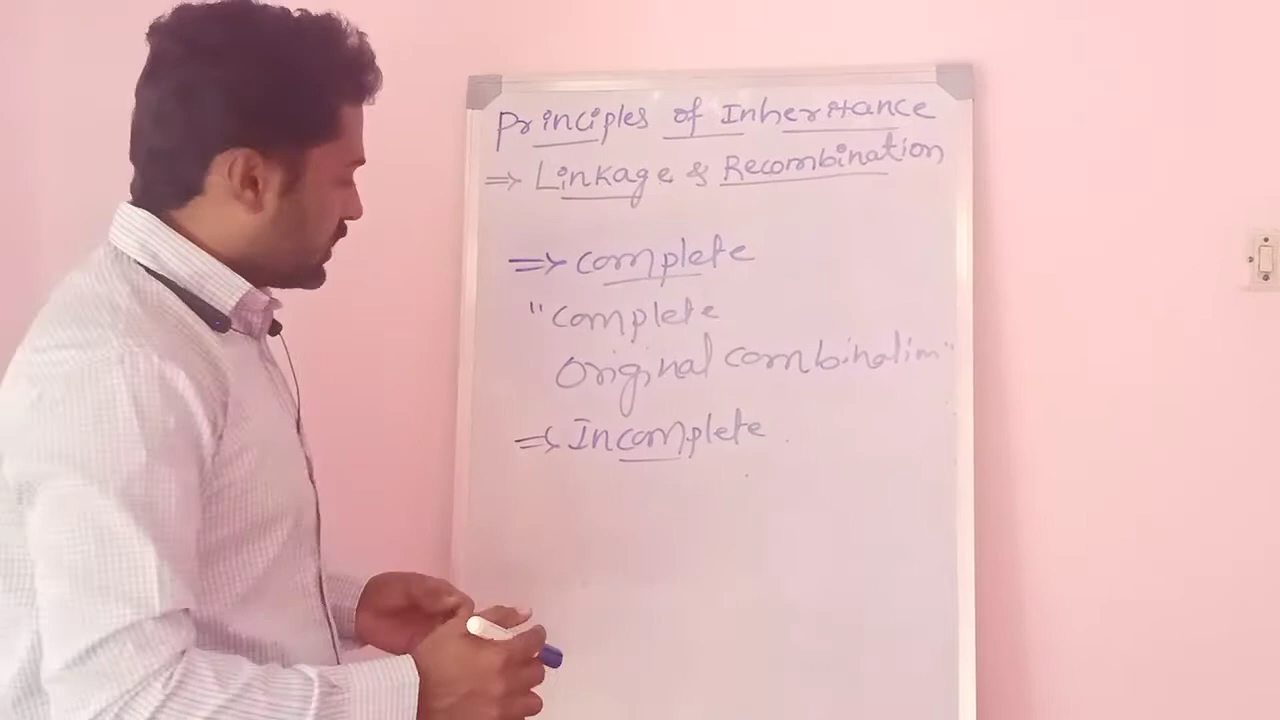 Principles of Inheritance
⇒ Linkage & Recombination
⇒ complete
"complete
Original combination"
⇒ Incomplete